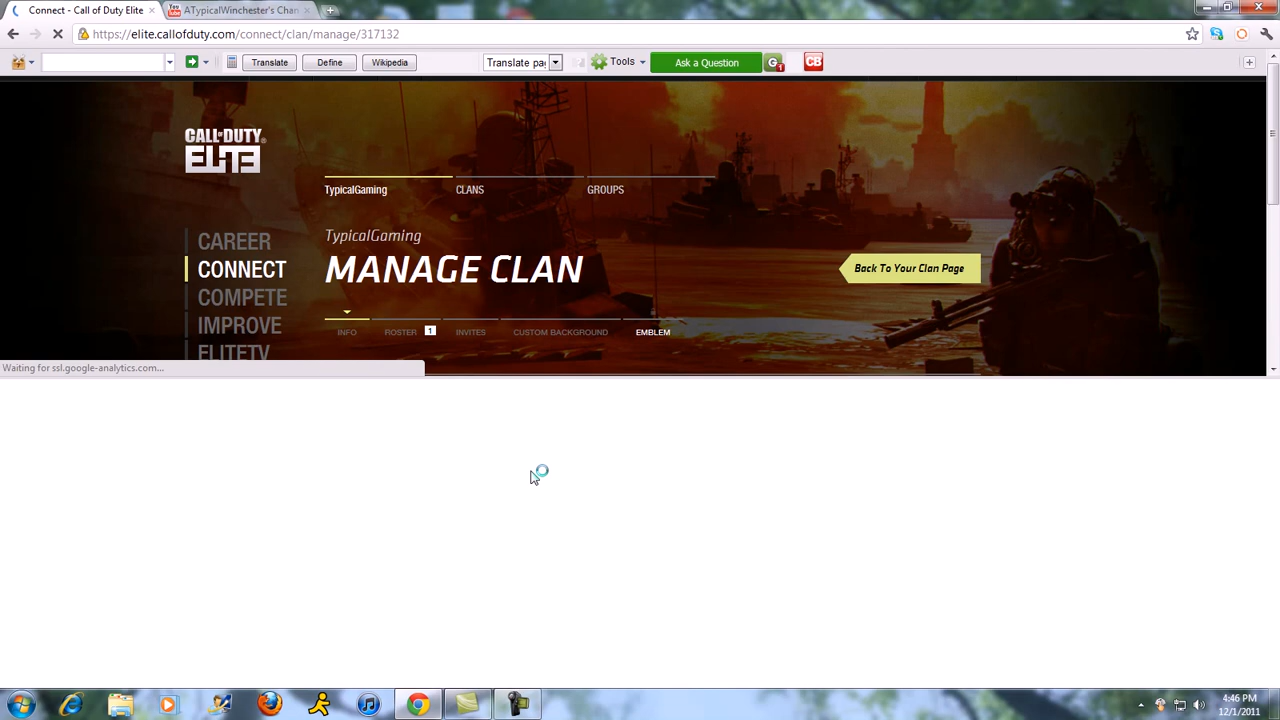 Connect - Call of Duty Elite
ATypicalWinchester's Chan
https://elite.callofduty.com/connect/clan/manage/317132
Translate
Define
Wikipedia
Translate pa
Tools
Ask a Question
G 1
CB
CALL OF DUTY
ELITE
TypicalGaming
CLANS
GROUPS
TypicalGaming
MANAGE CLAN
Back To Your Clan Page
CAREER
CONNECT
COMPETE
IMPROVE
ELITETV
INFO
ROSTER 1
INVITES
CUSTOM BACKGROUND
EMBLEM
Waiting for ssl.google-analytics.com...
4:46 PM
12/1/2011